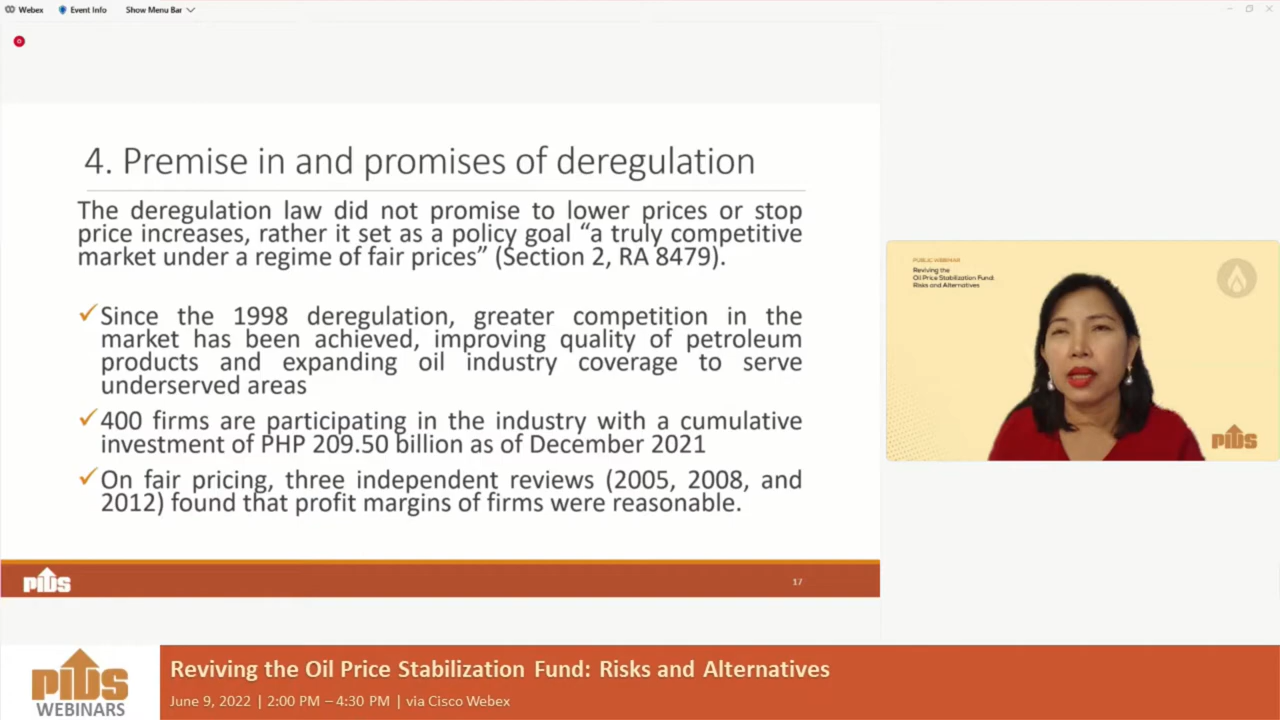 Webex Event Info Show Menu Bar
4. Premise in and promises of deregulation
The deregulation law did not promise to lower prices or stop
price increases, rather it set as a policy goal “a truly competitive
market under a regime of fair prices” (Section 2, RA 8479).
Since the 1998 deregulation, greater competition in the
market has been achieved, improving quality of petroleum
products and expanding oil industry coverage to serve
underserved areas
400 firms are participating in the industry with a cumulative
investment of PHP 209.50 billion as of December 2021
On fair pricing, three independent reviews (2005, 2008, and
2012) found that profit margins of firms were reasonable.
PIDS
17
PUBLIC WEBINAR
Reviving the
Oil Price Stabilization Fund:
Risks and Alternatives
PIDS
PIDS
WEBINARS
Reviving the Oil Price Stabilization Fund: Risks and Alternatives
June 9, 2022 | 2:00 PM – 4:30 PM | via Cisco Webex